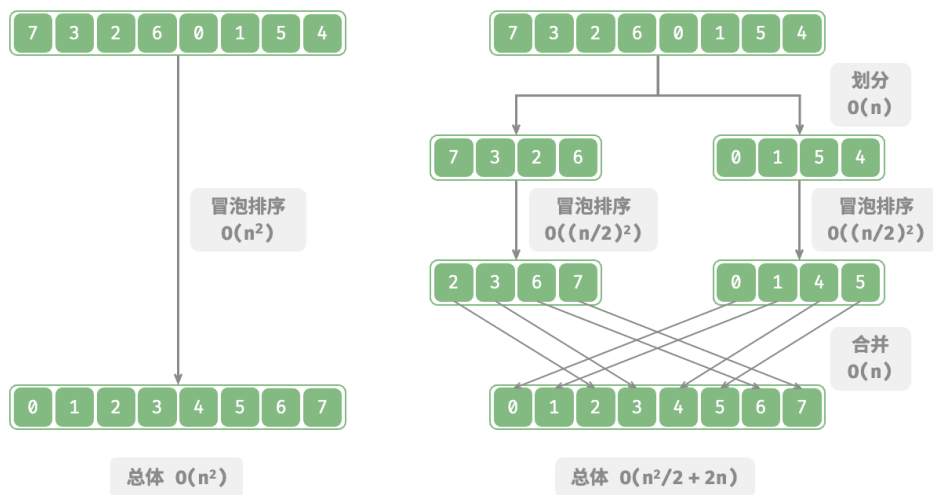 7 3 2 6 0 1 5 4
冒泡排序
O(n²)
0 1 2 3 4 5 6 7
总体 O(n²)
7 3 2 6 0 1 5 4
划分
O(n)
7 3 2 6
0 1 5 4
冒泡排序
O((n/2)²)
冒泡排序
O((n/2)²)
2 3 6 7
0 1 4 5
合并
O(n)
0 1 2 3 4 5 6 7
总体 O(n²/2 + 2n)